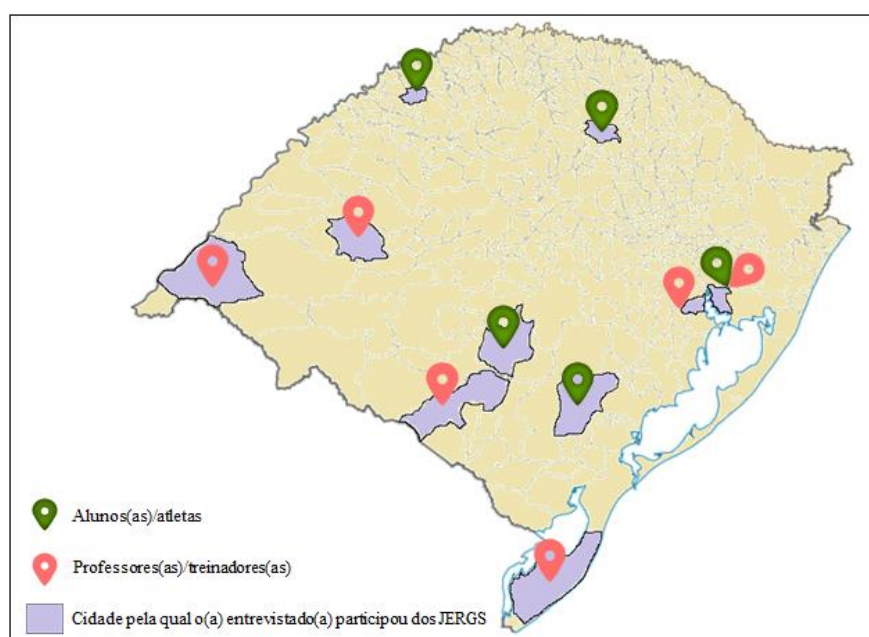 Alunos(as)/atletas
Professores(as)/treinadores(as)
Cidade pela qual o(a) entrevistado(a) participou dos JERGS